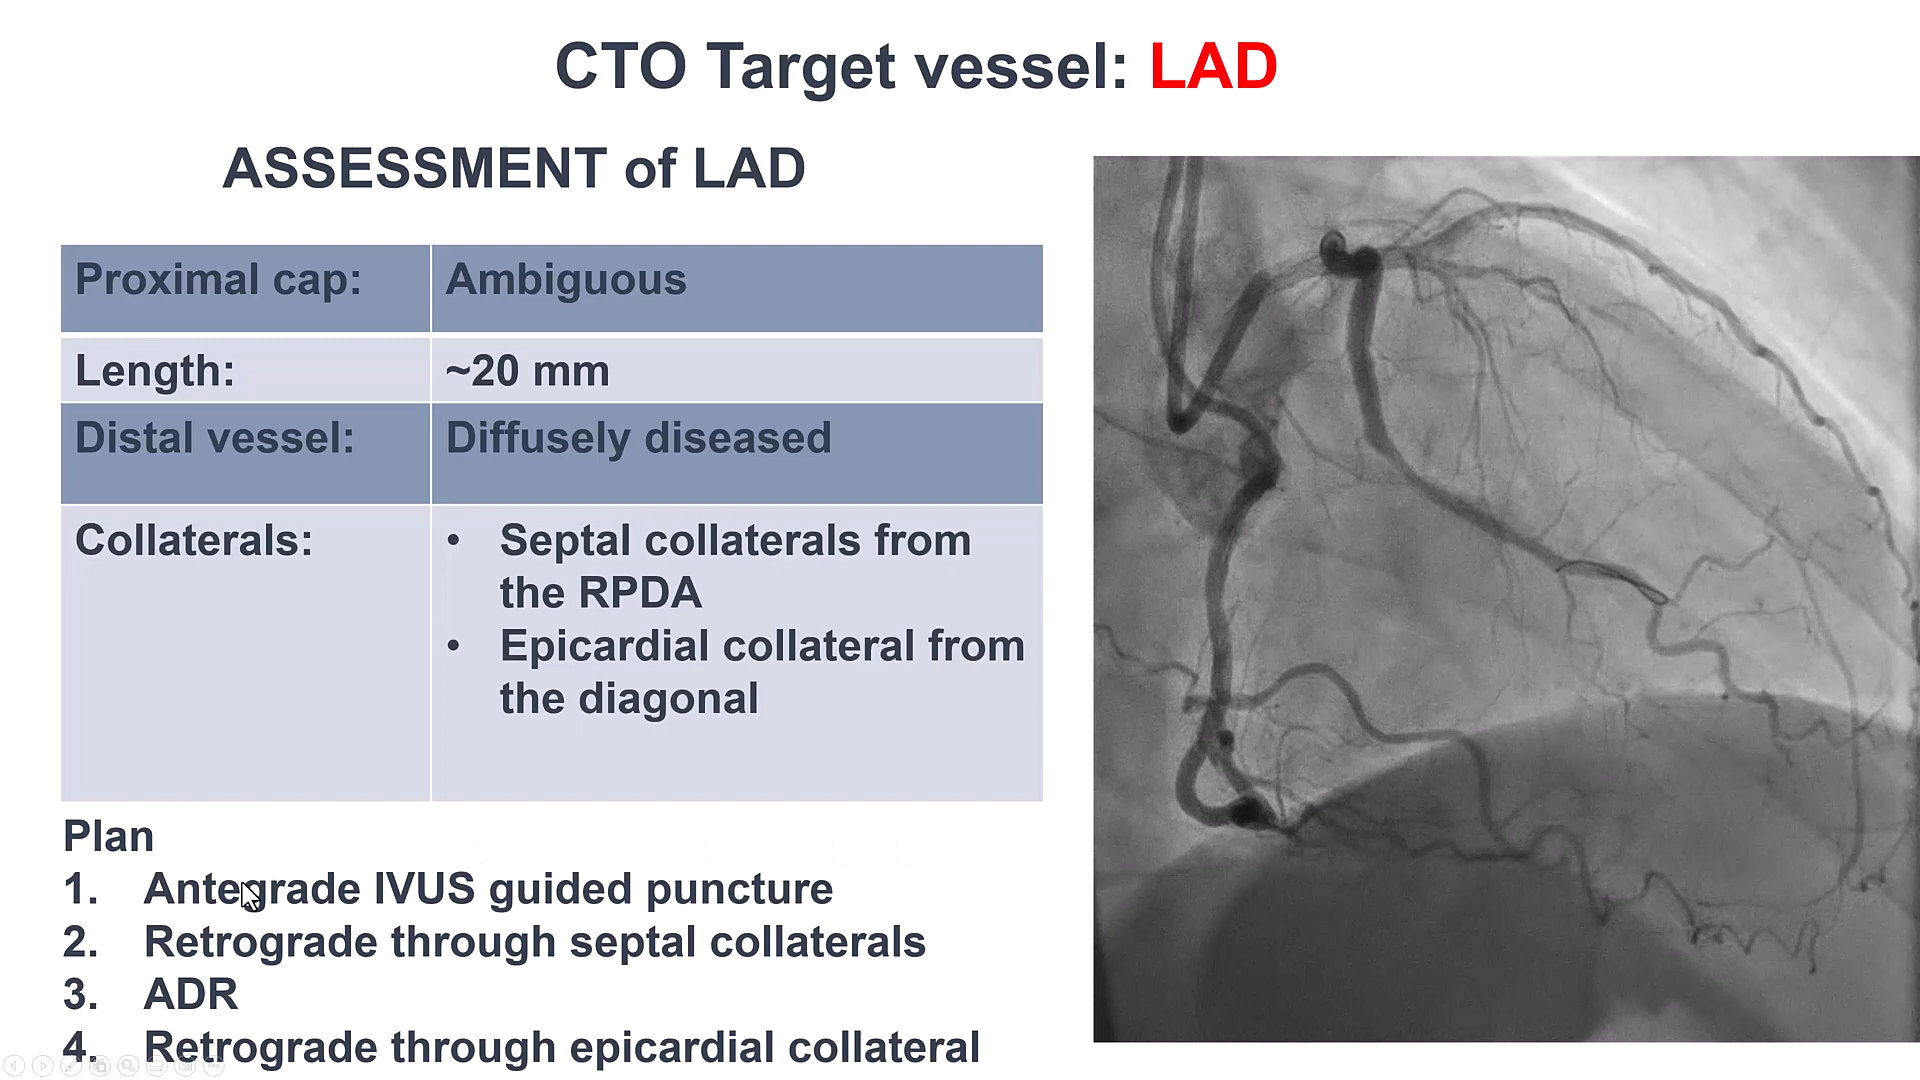 CTO Target vessel: LAD
ASSESSMENT of LAD
Proximal cap: Ambiguous
Length: ~20 mm
Distal vessel: Diffusely diseased
Collaterals:
• Septal collaterals from
the RPDA
• Epicardial collateral from
the diagonal
Plan
1. Antegrade IVUS guided puncture
2. Retrograde through septal collaterals
3. ADR
4. Retrograde through epicardial collateral